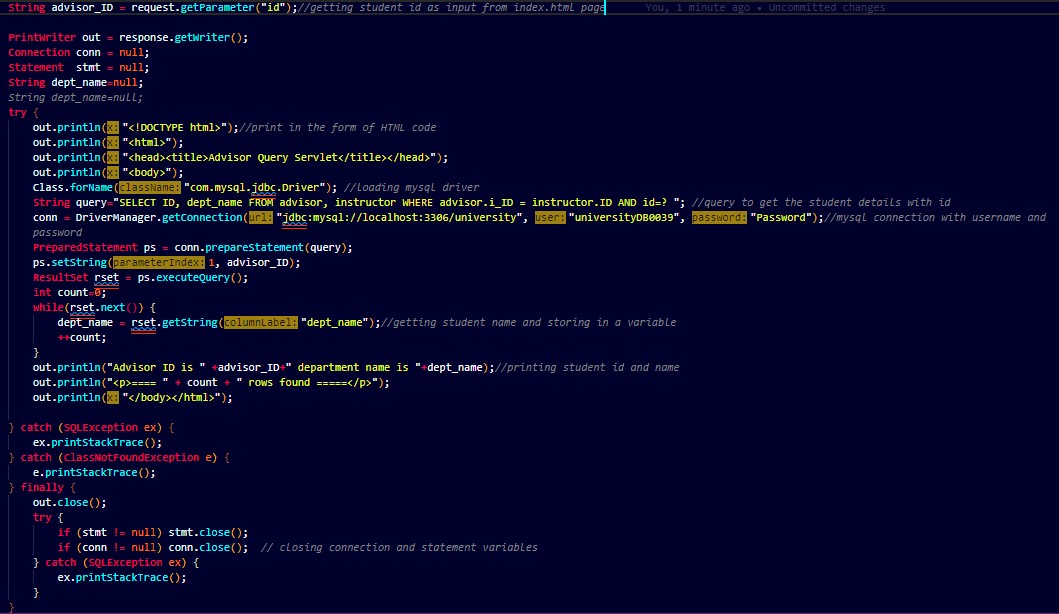 String advisor_ID = request.getParameter("id");//getting student id as input from index.html page You, 1 minute ago • Uncommitted changes
PrintWriter out = response.getWriter();
Connection conn = null;
Statement  stmt = null;
String dept_name=null;
String dept_name=null;
try {
out.println(x: "<!DOCTYPE html>");//print in the form of HTML code
out.println(x: "<html>");
out.println(x: "<head><title>Advisor Query Servlet</title></head>");
out.println(x: "<body>");
Class.forName(className: "com.mysql.jdbc.Driver"); //loading mysql driver
String query="SELECT ID, dept_name FROM advisor, instructor WHERE advisor.i_ID = instructor.ID AND id=? "; //query to get the student details with id
conn = DriverManager.getConnection(url: "jdbc:mysql://localhost:3306/university", user: "universityDB0039", password: "Password");//mysql connection with username and
password
PreparedStatement ps = conn.prepareStatement(query);
ps.setString(parameterIndex: 1, advisor_ID);
ResultSet rset = ps.executeQuery();
int count=0;
while(rset.next()) {
dept_name = rset.getString(columnLabel: "dept_name");//getting student name and storing in a variable
++count;
}
out.println("Advisor ID is " +advisor_ID+" department name is "+dept_name);//printing student id and name
out.println("<p>==== " + count + " rows found =====</p>");
out.println(x: "</body></html>");
} catch (SQLException ex) {
ex.printStackTrace();
} catch (ClassNotFoundException e) {
e.printStackTrace();
} finally {
out.close();
try {
if (stmt != null) stmt.close();
if (conn != null) conn.close();  // closing connection and statement variables
} catch (SQLException ex) {
ex.printStackTrace();
}
}